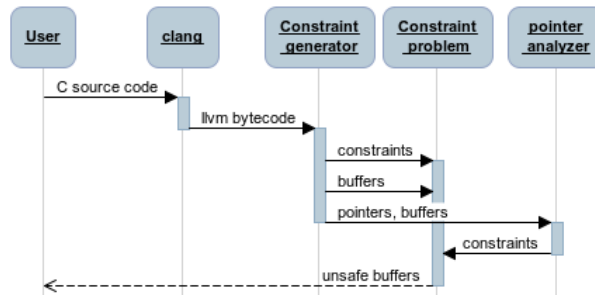 User
clang
Constraint
generator
Constraint
problem
pointer
analyzer
C source code
llvm bytecode
constraints
buffers
pointers, buffers
constraints
unsafe buffers